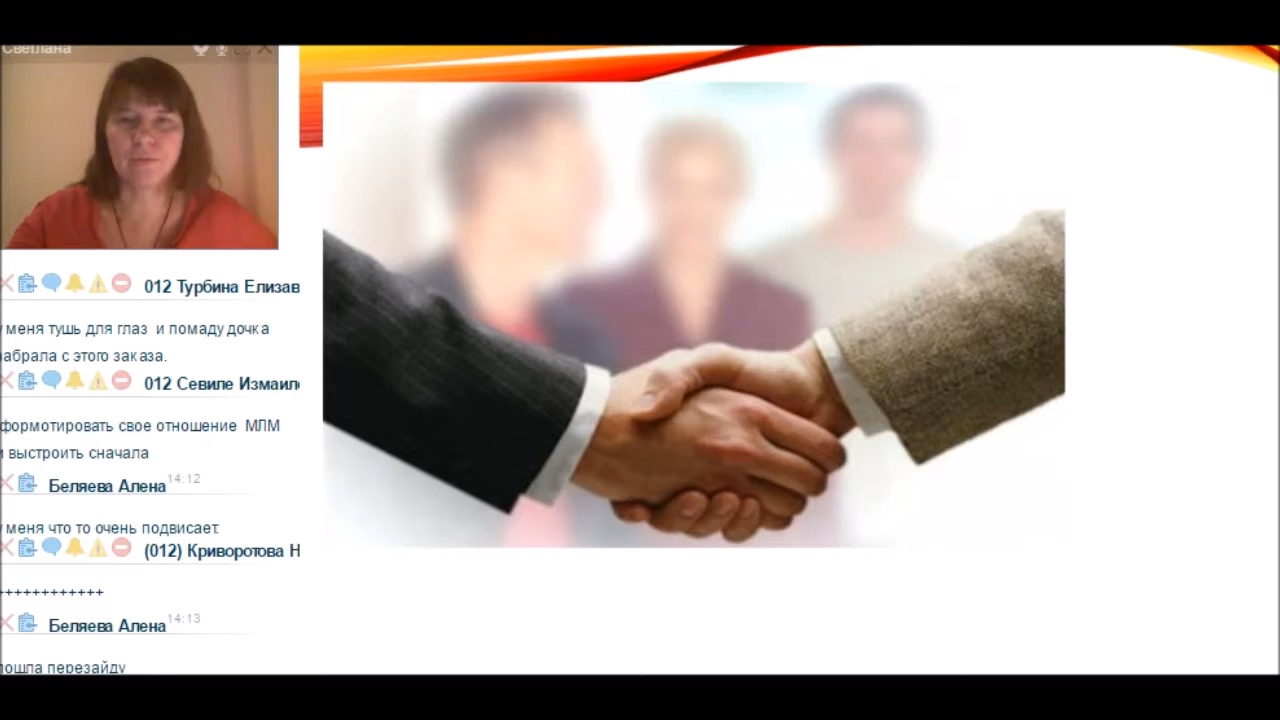 Светлана
012 Турбина Елизав
у меня тушь для глаз и помаду дочка
забрала с этого заказа.
012 Севиле Измаил
формотировать свое отношение МЛМ
и выстроить сначала
Беляева Алена 14:12
у меня что то очень подвисает
(012) Криворотова Н
++++++++++++
Беляева Алена 14:13
пошла перезайду